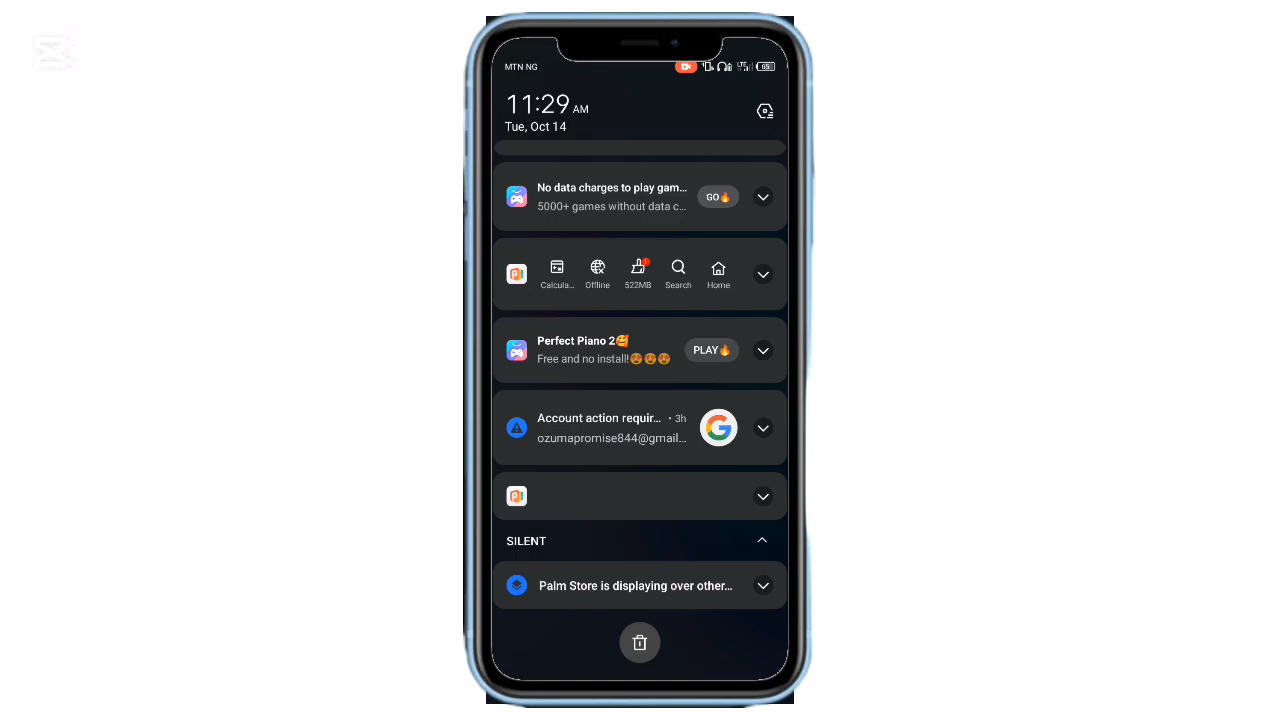 MTN NG
LTE
65
11:29 AM
Tue, Oct 14
No data charges to play gam...
5000+ games without data c...
GO🔥
Calcula...
Offline
522MB
Search
Home
Perfect Piano 2🥰
Free and no install!😍😍😍
PLAY🔥
Account action requir... • 3h
ozumapromise844@gmail...
SILENT
Palm Store is displaying over other...